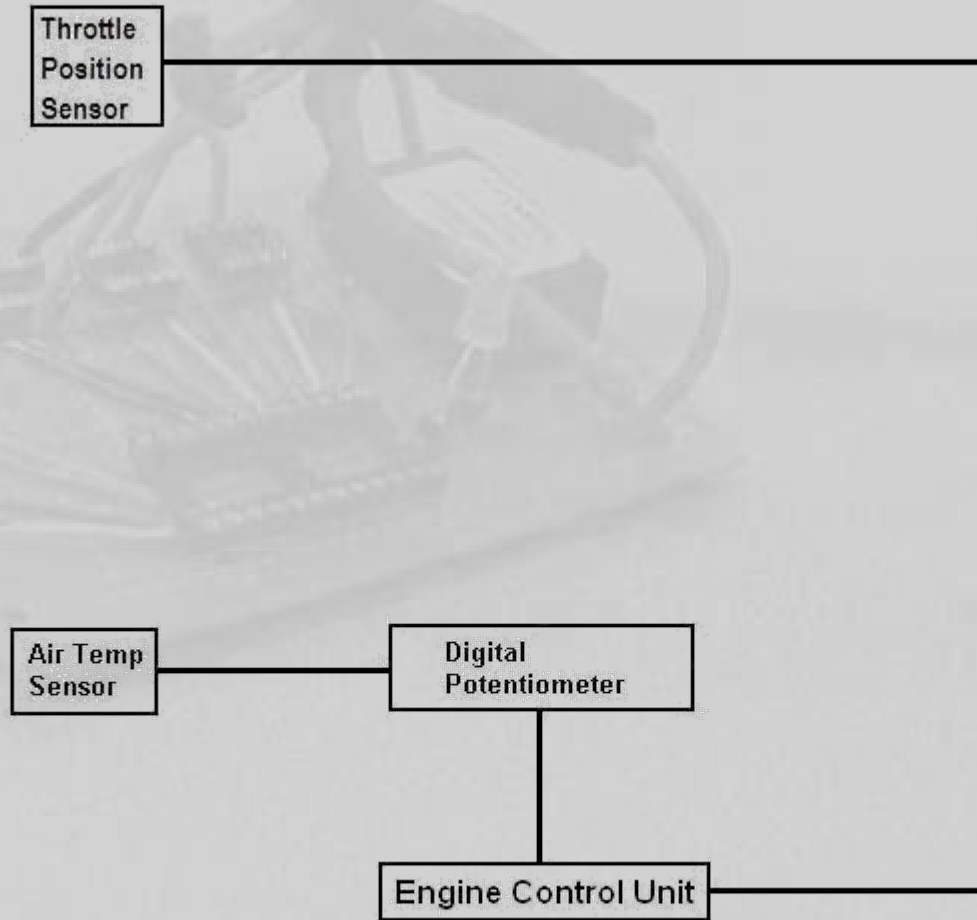 Throttle
Position
Sensor
Air Temp
Sensor
Digital
Potentiometer
Engine Control Unit